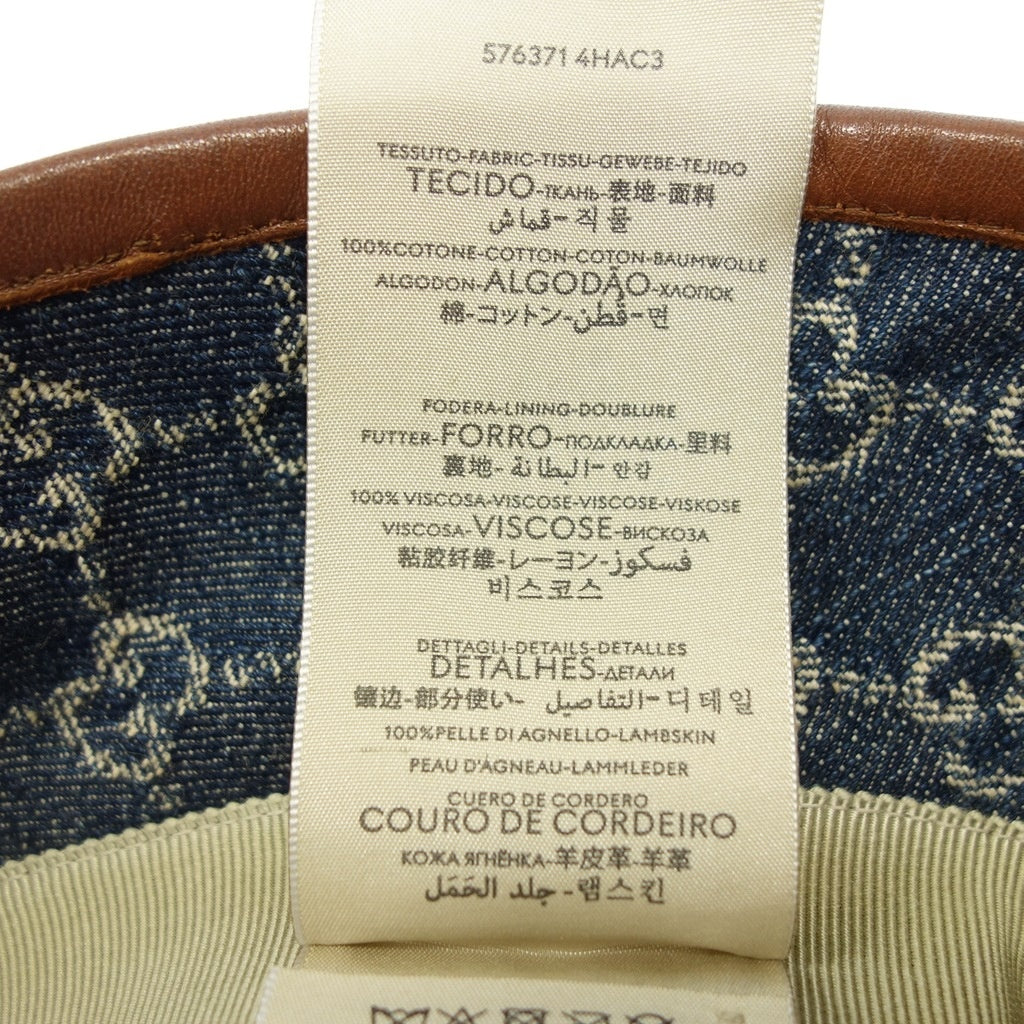 576371 4HAC3
TESSUTO-FABRIC-TISSU-GEWEBE-TEJIDO
TECIDO-ТКАНЬ-表地-面料
قماش-직물
100%COTONE-COTTON-COTON-BAUMWOLLE
ALGODON-ALGODÃO-ХЛОПОК
綿-コットン-قُطن-면
FODERA-LINING-DOUBLURE
FUTTER-FORRO-ПОДКЛАДКА-里料
裏地-البطانة-안감
100% VISCOSA-VISCOSE-VISCOSE-VISKOSE
VISCOSA-VISCOSE-ВИСКОЗА
粘胶纤维-レーヨン-فسكوز
비스코스
DETTAGLI-DETAILS-DETALLES
DETALHES-ДЕТАЛИ
镶边-部分使い-التفاصيل-디테일
100%PELLE DI AGNELLO-LAMBSKIN
PEAU D'AGNEAU-LAMMLEDER
CUERO DE CORDERO
COURO DE CORDEIRO
КОЖА ЯГНЁНКА-羊皮革-羊革
جلد الحَمَل-램스킨